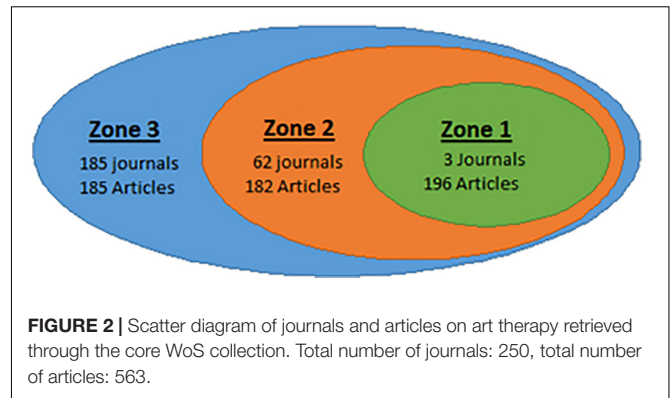 Zone 3
185 journals
185 Articles
Zone 2
62 journals
182 Articles
Zone 1
3 Journals
196 Articles
FIGURE 2 | Scatter diagram of journals and articles on art therapy retrieved
through the core WoS collection. Total number of journals: 250, total number
of articles: 563.